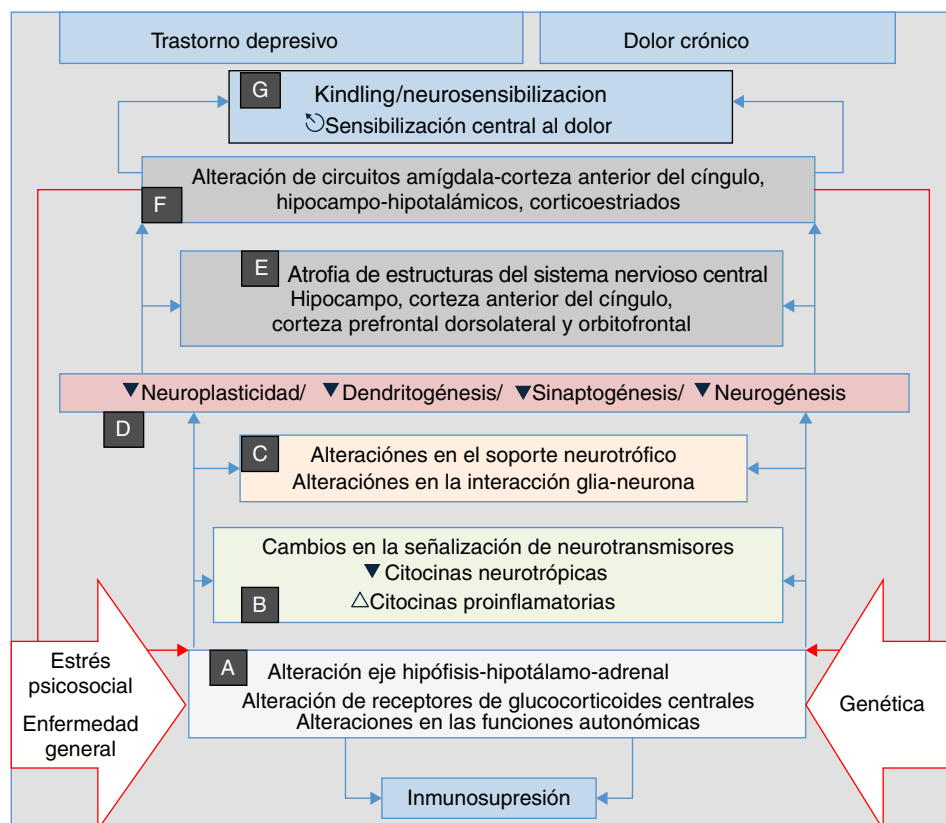 Trastorno depresivo
Dolor crónico
G
Kindling/neurosensibilizacion
Sensibilización central al dolor
Alteración de circuitos amígdala-corteza anterior del cíngulo,
hipocampo-hipotalámicos, corticoestriados
F
E
Atrofia de estructuras del sistema nervioso central
Hipocampo, corteza anterior del cíngulo,
corteza prefrontal dorsolateral y orbitofrontal
▼Neuroplasticidad/ ▼ Dendritogénesis/ ▼Sinaptogénesis/ ▼ Neurogénesis
D
C
Alteraciónes en el soporte neurotrófico
Alteraciónes en la interacción glia-neurona
Cambios en la señalización de neurotransmisores
▼ Citocinas neurotrópicas
△Citocinas proinflamatorias
B
A
Alteración eje hipófisis-hipotálamo-adrenal
Alteración de receptores de glucocorticoides centrales
Alteraciones en las funciones autonómicas
Estrés
psicosocial
Enfermedad
general
Genética
Inmunosupresión